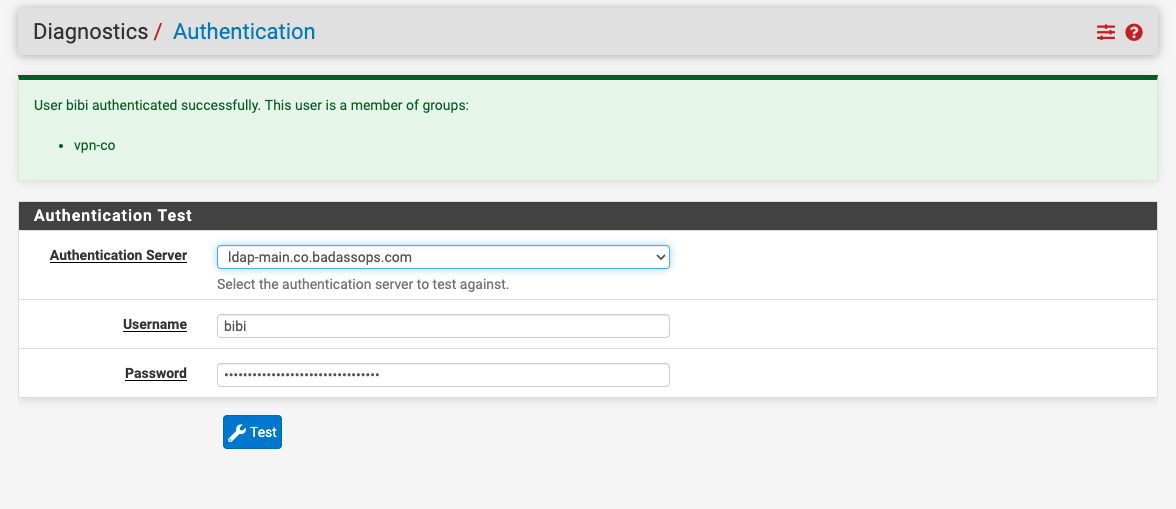 Diagnostics / Authentication
User bibi authenticated successfully. This user is a member of groups:
• vpn-co
Authentication Test
Authentication Server
ldap-main.co.badassops.com
Select the authentication server to test against.
Username
bibi
Password
••••••••••••••••••••••••••••••••
Test